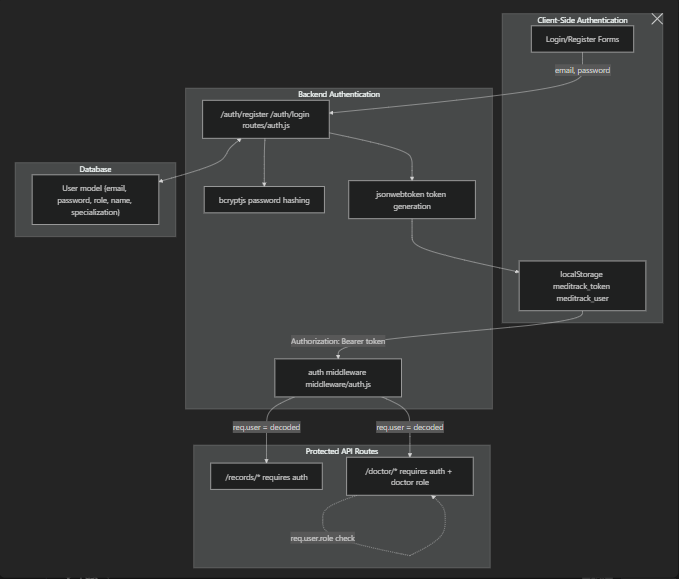 Client-Side Authentication
Login/Register Forms
email, password
Backend Authentication
/auth/register /auth/login
routes/auth.js
Database
User model (email,
password, role, name,
specialization)
bcryptjs password hashing
jsonwebtoken token
generation
localStorage
meditrack_token
meditrack_user
Authorization: Bearer token
auth middleware
middleware/auth.js
req.user = decoded
req.user = decoded
Protected API Routes
/records/* requires auth
/doctor/* requires auth +
doctor role
req.user.role check